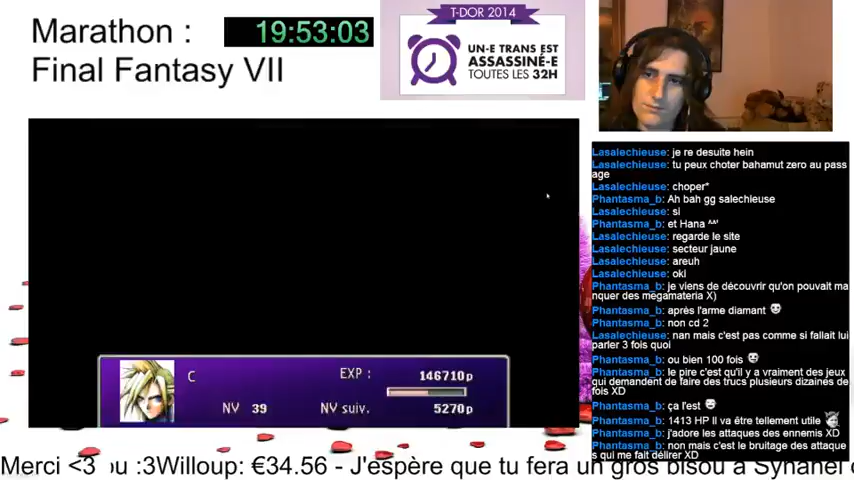 Marathon :
19:53:03
Final Fantasy VII
T-DOR 2014
UN-E TRANS EST
ASSASSINÉ-E
TOUTES LES 32H
Lasalechieuse: je re desuite hein
Lasalechieuse: tu peux choter bahamut zero au pass
age
Lasalechieuse: choper*
Phantasma_b: Ah bah gg salechieuse
Lasalechieuse: si
Phantasma_b: et Hana ^^'
Lasalechieuse: regarde le site
Lasalechieuse: secteur jaune
Lasalechieuse: areuh
Lasalechieuse: oki
Phantasma_b: je viens de découvrir qu'on pouvait ma
nquer des mégamateria X)
Phantasma_b: après l'arme diamant
Phantasma_b: non cd 2
Lasalechieuse: nan mais c'est pas comme si fallait lui
parler 3 fois quoi
Phantasma_b: ou bien 100 fois
Phantasma_b: le pire c'est qu'il y a vraiment des jeux
qui demandent de faire des trucs plusieurs dizaines de
fois XD
Phantasma_b: ça l'est
Phantasma_b: 1413 HP Il va être tellement utile
Phantasma_b: j'adore les attaques des ennemis XD
Phantasma_b: non mais c'est le bruitage des attaque
s qui me fait délirer XD
C
EXP : 146710p
NV 39 NV suiv. 5270p
Merci <3 ou :3Willoup: €34.56 - J'espère que tu fera un gros bisou à Synanel